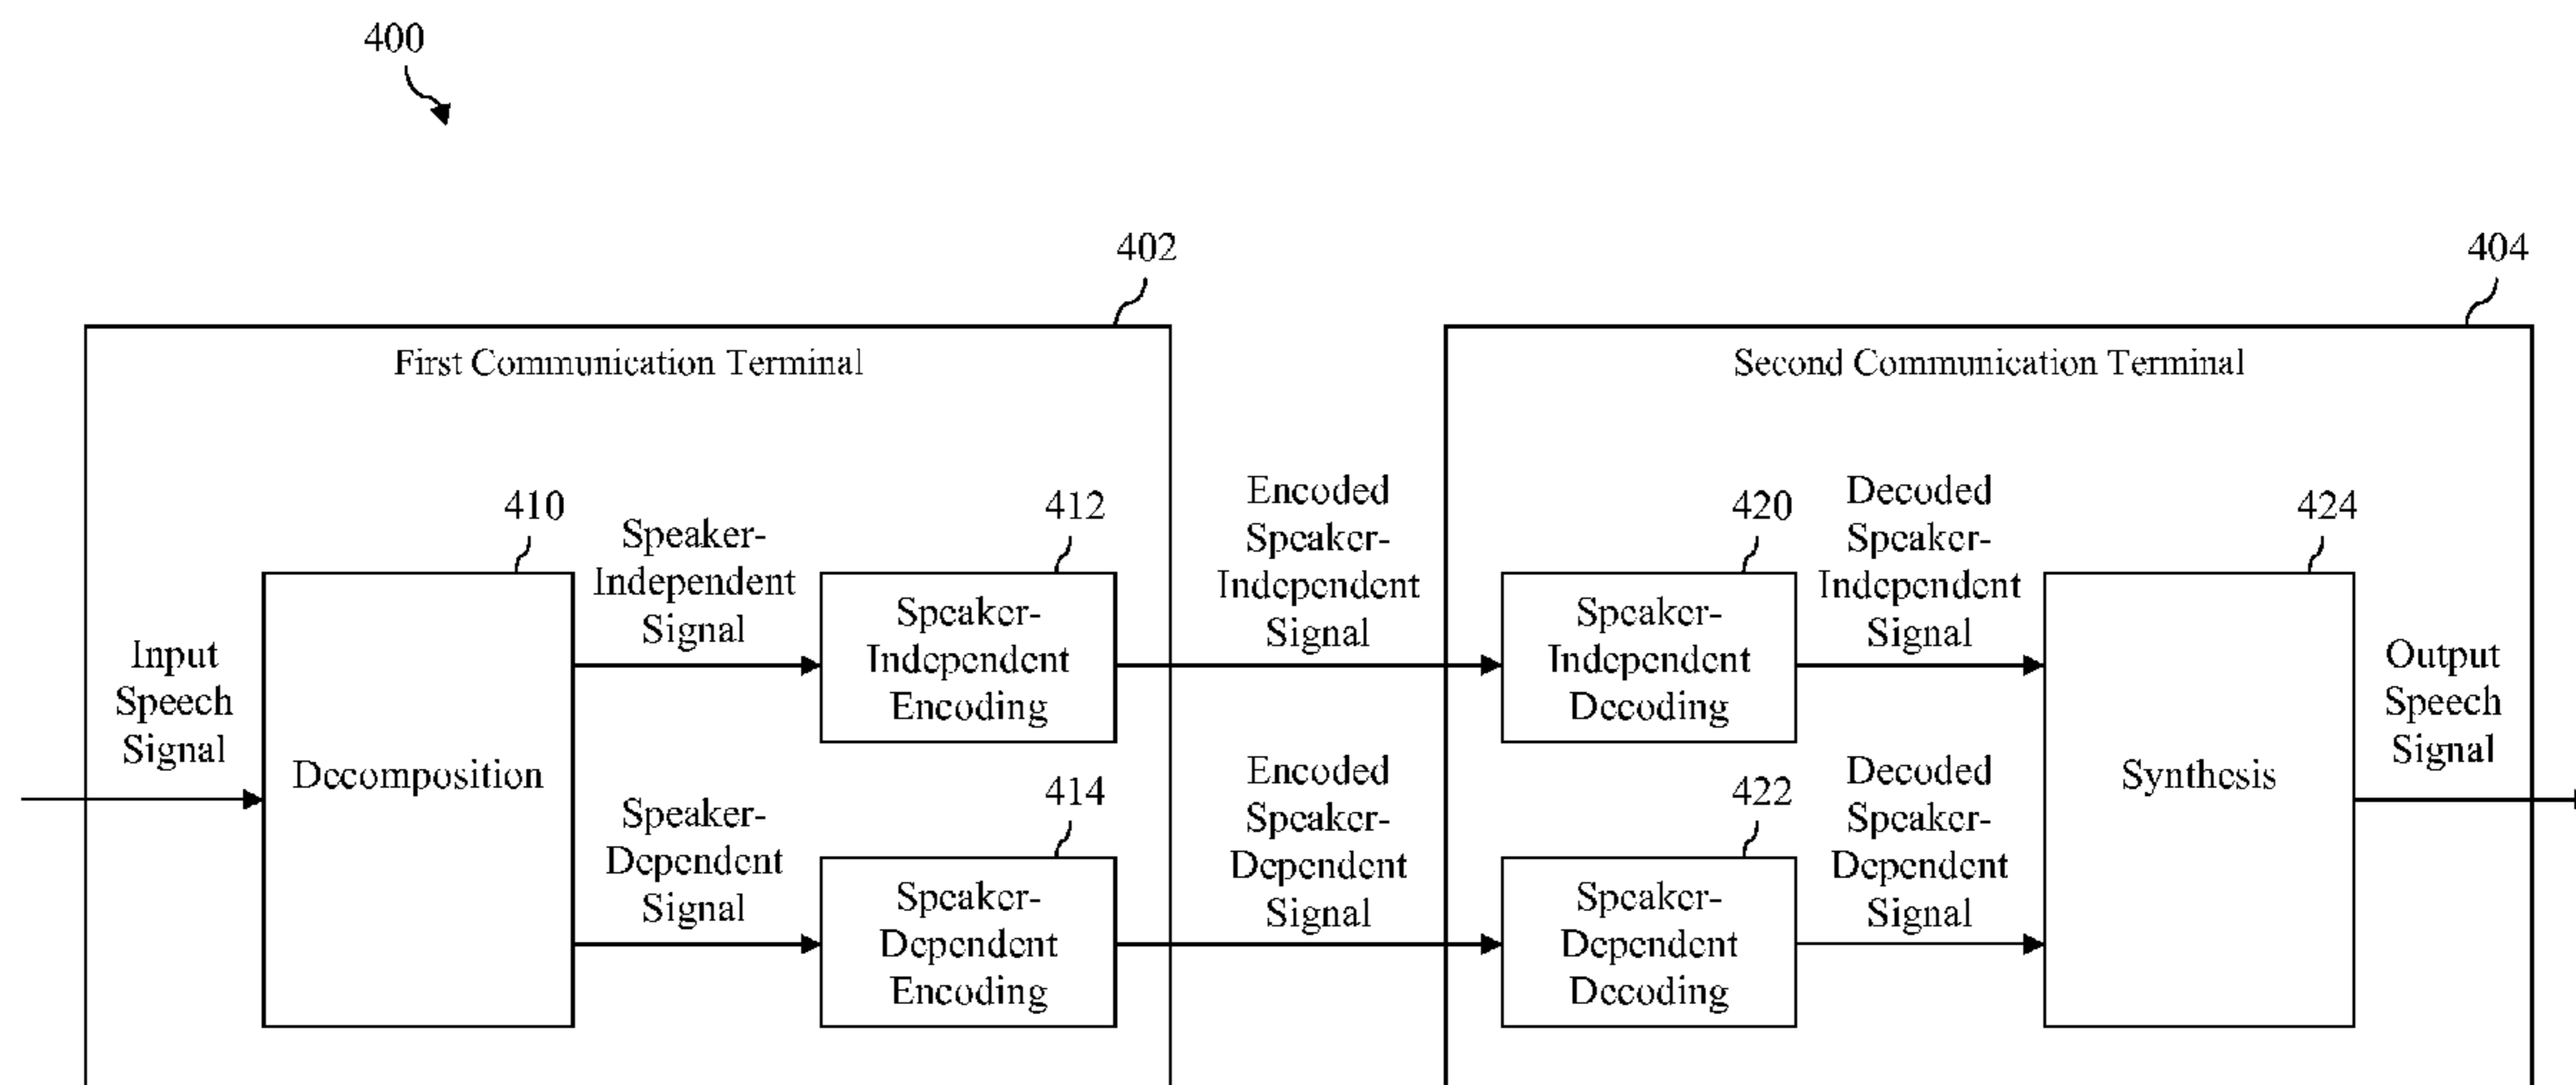 400
402
404
First Communication Terminal
Second Communication Terminal
410
Speaker-
Independent
Signal
412
Encoded
Speaker-
Independent
Signal
420
Decoded
Speaker-
Independent
Signal
424
Input
Speech
Signal
Decomposition
Speaker-
Independent
Encoding
Speaker-
Independent
Decoding
Synthesis
Output
Speech
Signal
Speaker-
Dependent
Signal
414
Encoded
Speaker-
Dependent
Signal
422
Decoded
Speaker-
Dependent
Signal
Speaker-
Dependent
Encoding
Speaker-
Dependent
Decoding